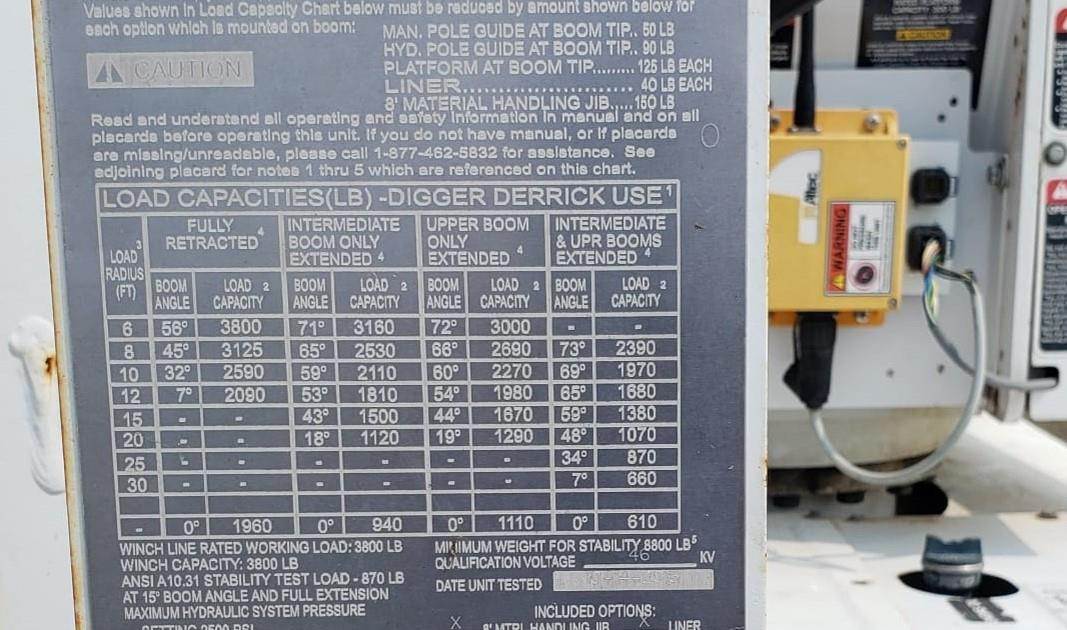 Values shown in Load Capacity Chart below must be reduced by amount shown below for
each option which is mounted on boom:
MAN. POLE GUIDE AT BOOM TIP.. 50 LB
HYD. POLE GUIDE AT BOOM TIP.. 90 LB
PLATFORM AT BOOM TIP......... 125 LB EACH
LINER............................. 40 LB EACH
8' MATERIAL HANDLING JIB.....150 LB
CAUTION
Read and understand all operating and safety information in manual and on all
placards before operating this unit. If you do not have manual, or if placards
are missing/unreadable, please call 1-877-462-5832 for assistance. See
adjoining placard for notes 1 thru 5 which are referenced on this chart.
LOAD CAPACITIES(LB) -DIGGER DERRICK USE 1
LOAD 3 RADIUS (FT) FULLY RETRACTED 4 INTERMEDIATE BOOM ONLY EXTENDED 4 UPPER BOOM ONLY EXTENDED 4 INTERMEDIATE & UPR BOOMS EXTENDED 4
BOOM ANGLE LOAD 2 CAPACITY BOOM ANGLE LOAD 2 CAPACITY BOOM ANGLE LOAD 2 CAPACITY BOOM ANGLE LOAD 2 CAPACITY
6 56° 3800 71° 3160 72° 3000 - -
8 45° 3125 65° 2530 66° 2690 73° 2390
10 32° 2590 59° 2110 60° 2270 69° 1970
12 7° 2090 53° 1810 54° 1980 65° 1680
15 - - 43° 1500 44° 1670 59° 1380
20 - - 18° 1120 19° 1290 48° 1070
25 - - - - - - 34° 870
30 - - - - - - 7° 660
- 0° 1960 0° 940 0° 1110 0° 610
WINCH LINE RATED WORKING LOAD: 3800 LB
WINCH CAPACITY: 3800 LB
ANSI A10.31 STABILITY TEST LOAD - 870 LB
AT 15° BOOM ANGLE AND FULL EXTENSION
MAXIMUM HYDRAULIC SYSTEM PRESSURE
SETTING 2500 PSI
MINIMUM WEIGHT FOR STABILITY 8800 LB 5
QUALIFICATION VOLTAGE 46 KV
DATE UNIT TESTED
INCLUDED OPTIONS:
X 8' MTRL HANDLING JIB X LINER
Altec
WARNING
CAUTION